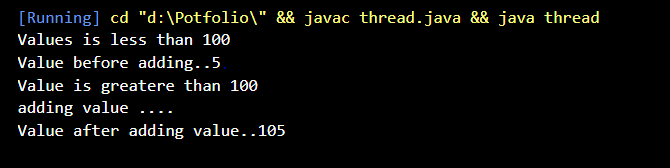 [Running] cd "d:\Potfolio\" && javac thread.java && java thread
Values is less than 100
Value before adding..5
Value is greatere than 100
adding value ....
Value after adding value..105